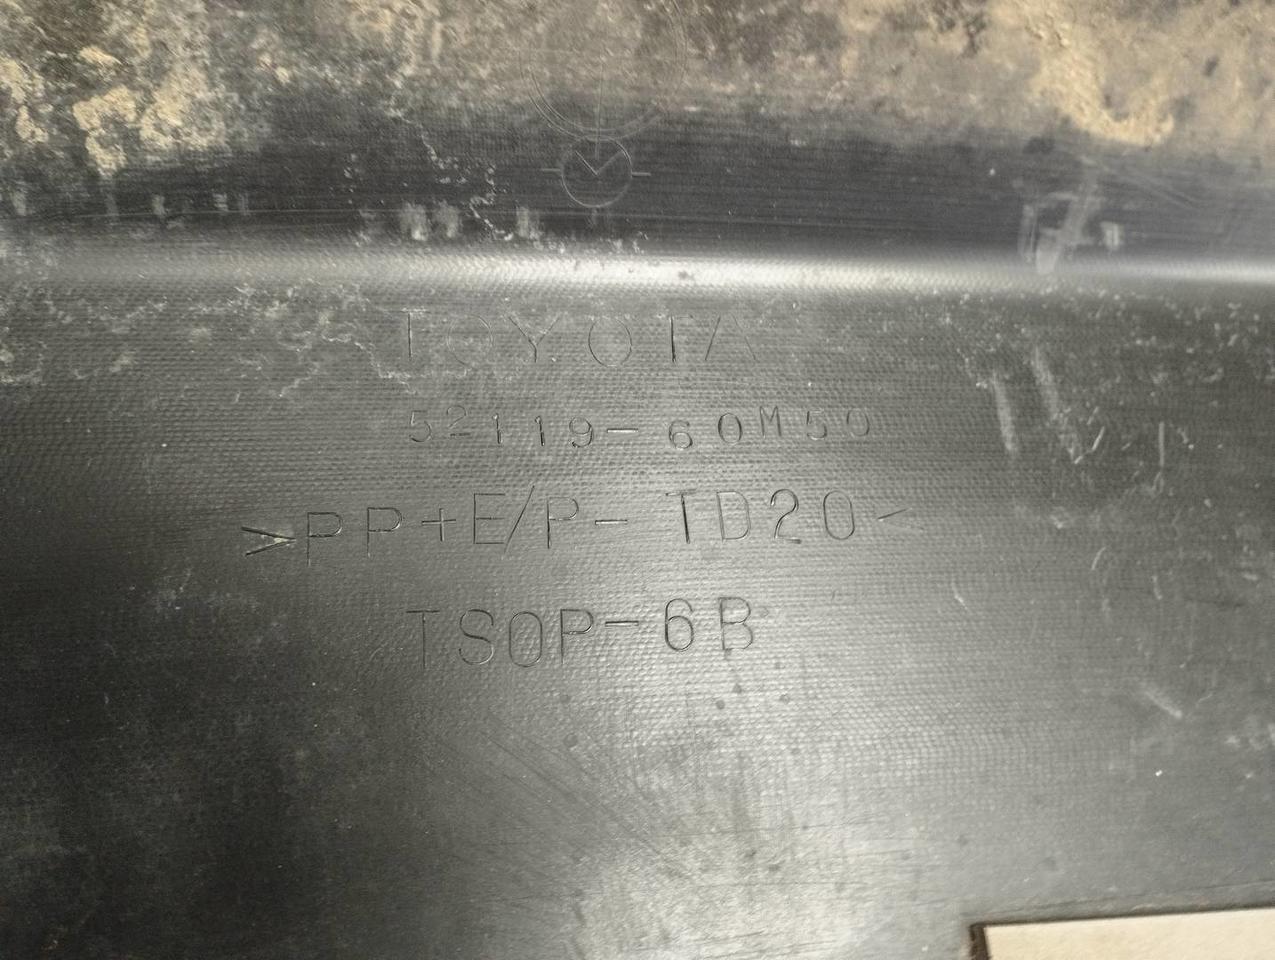 TOYOTA
52119-60M50
>PP+E/P-TD20<
TSOP-6B